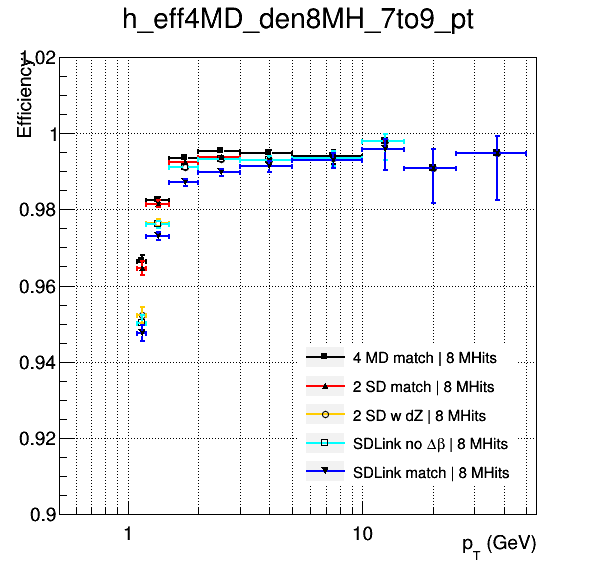 h_eff4MD_den8MH_7to9_pt
Efficiency
1.02
1
0.98
0.96
0.94
0.92
0.9
4 MD match | 8 MHits
2 SD match | 8 MHits
2 SD w dZ | 8 MHits
SDLink no Δβ | 8 MHits
SDLink match | 8 MHits
1
10
p_T (GeV)